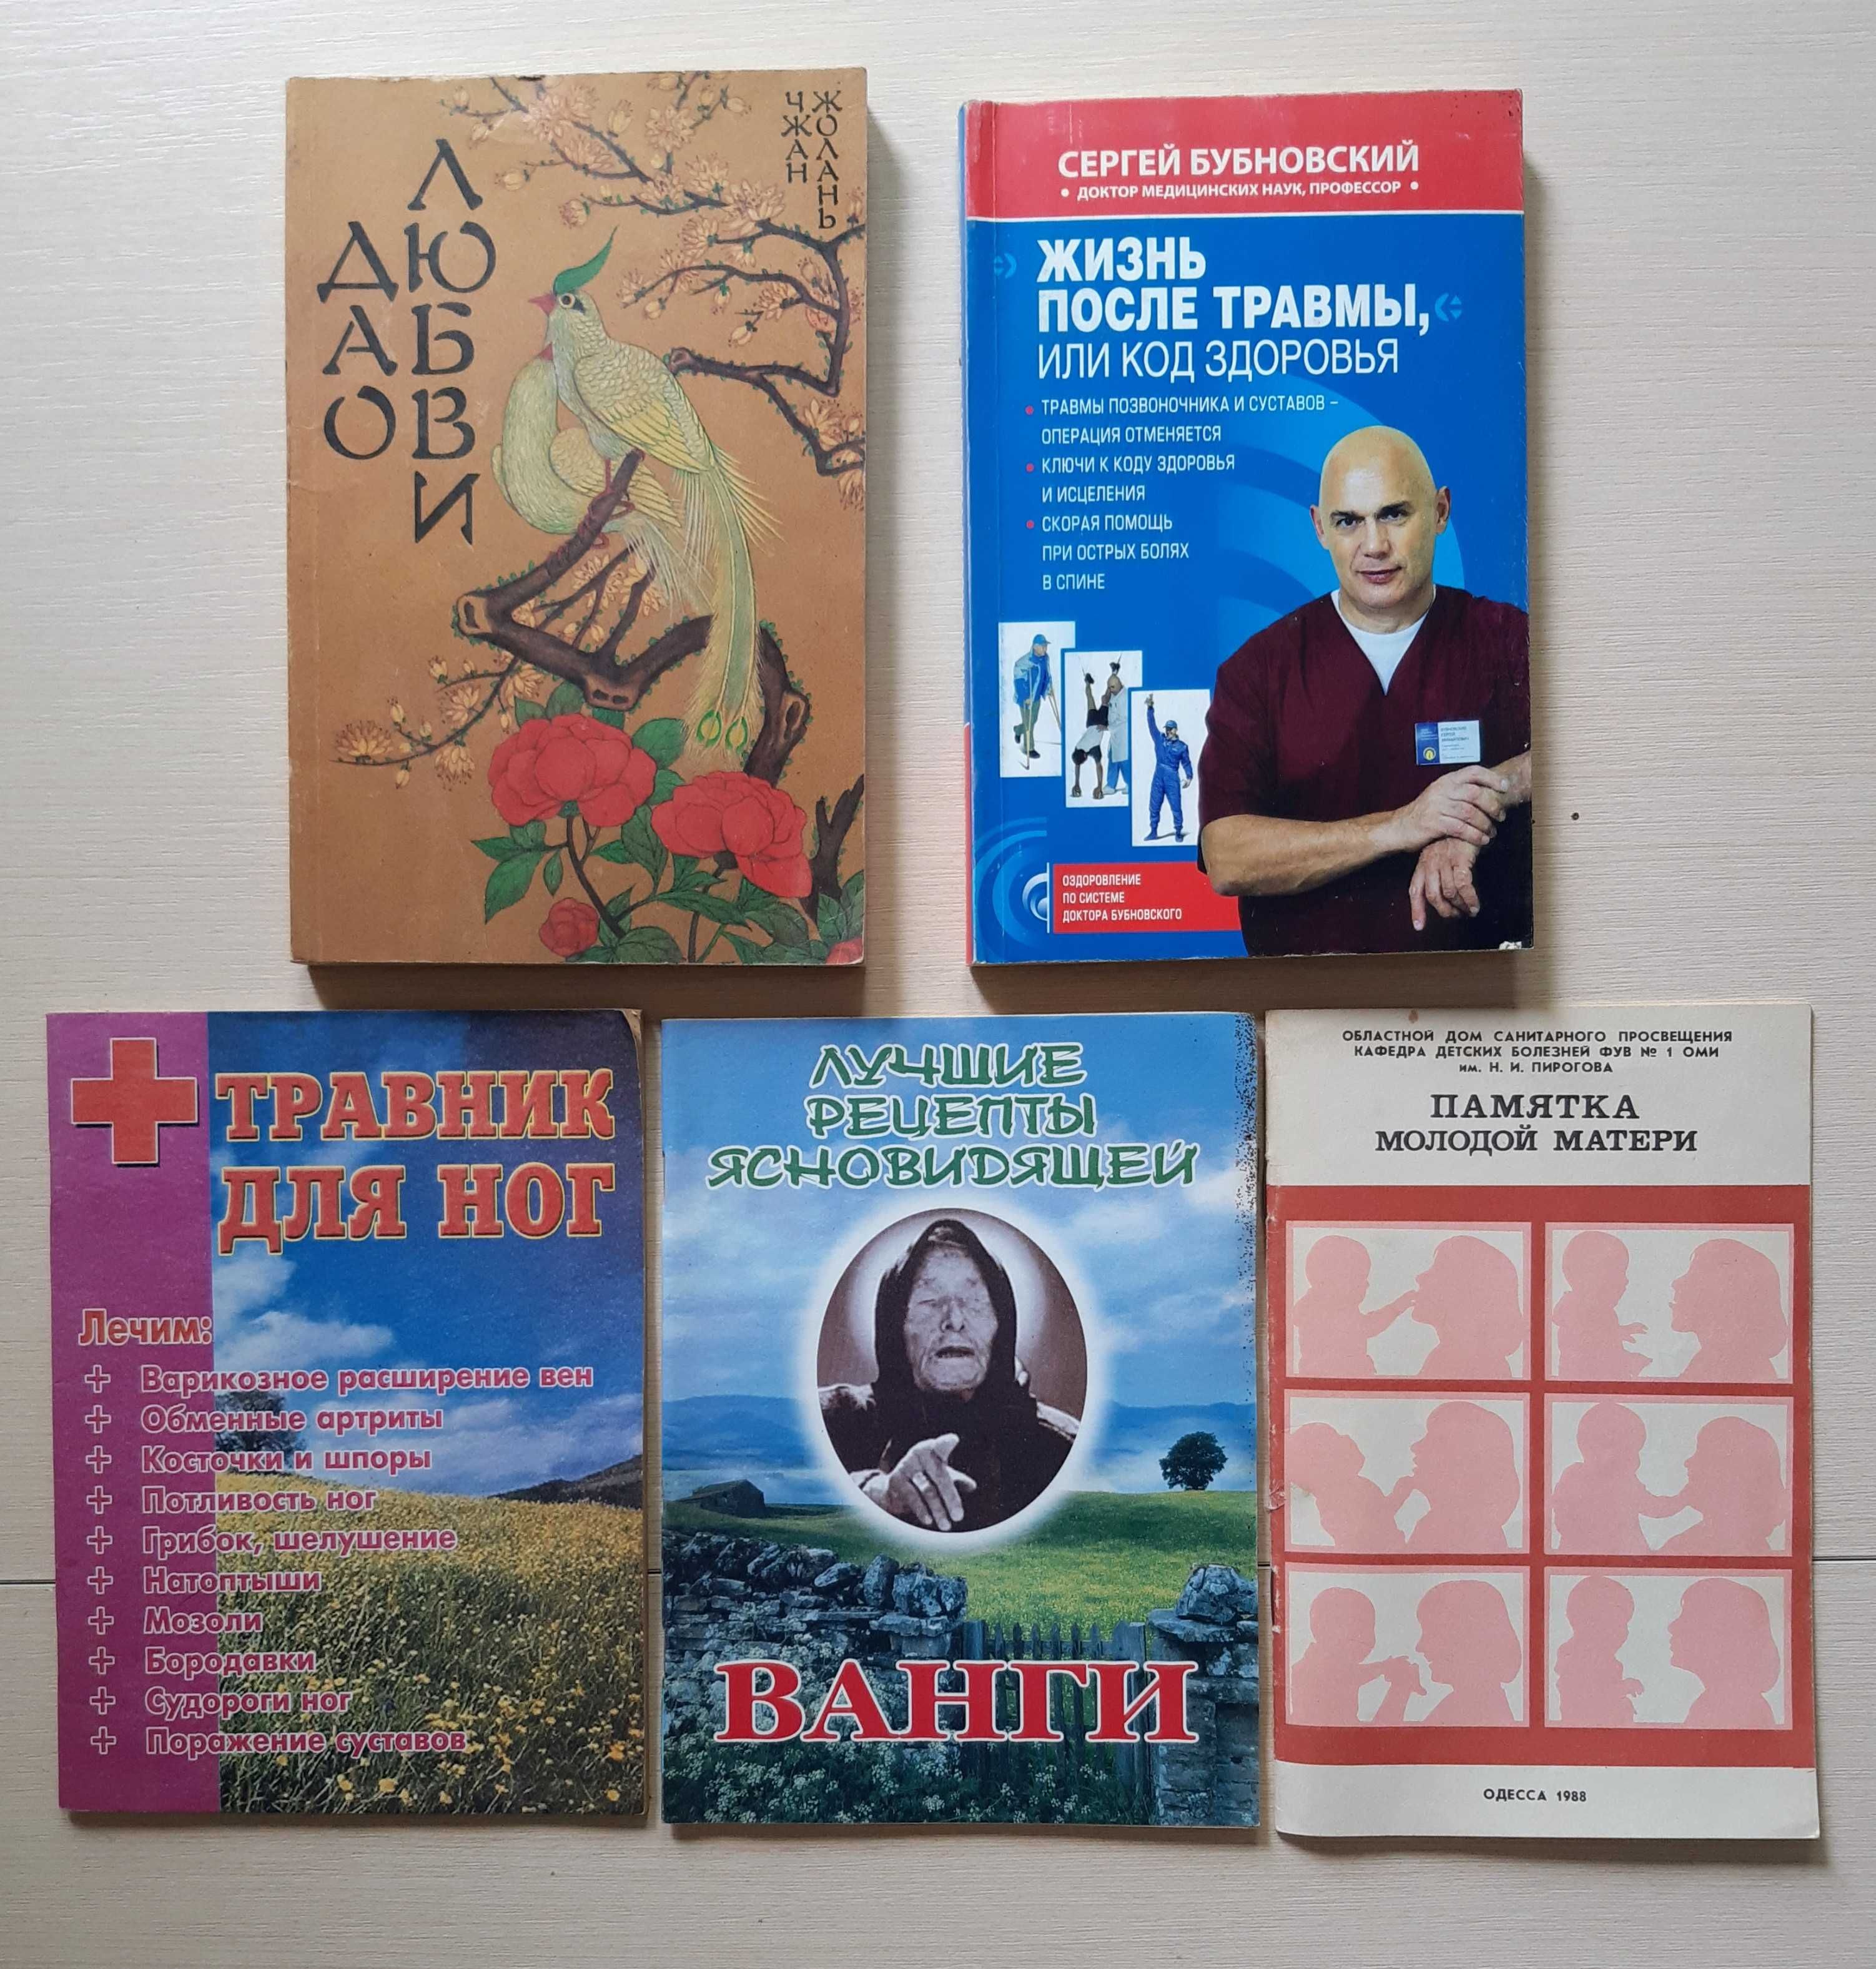 ДАО
ЛЮБВИ
ЧЖАН
ЖОЛАНЬ
СЕРГЕЙ БУБНОВСКИЙ
• ДОКТОР МЕДИЦИНСКИХ НАУК, ПРОФЕССОР •
ЖИЗНЬ
ПОСЛЕ ТРАВМЫ,
ИЛИ КОД ЗДОРОВЬЯ
• ТРАВМЫ ПОЗВОНОЧНИКА И СУСТАВОВ –
ОПЕРАЦИЯ ОТМЕНЯЕТСЯ
• КЛЮЧИ К КОДУ ЗДОРОВЬЯ
И ИСЦЕЛЕНИЯ
• СКОРАЯ ПОМОЩЬ
ПРИ ОСТРЫХ БОЛЯХ
В СПИНЕ
ОЗДОРОВЛЕНИЕ
ПО СИСТЕМЕ
ДОКТОРА БУБНОВСКОГО
ТРАВНИК
ДЛЯ НОГ
Лечим:
+ Варикозное расширение вен
+ Обменные артриты
+ Косточки и шпоры
+ Потливость ног
+ Грибок, шелушение
+ Натоптыши
+ Мозоли
+ Бородавки
+ Судороги ног
+ Поражение суставов
ЛУЧШИЕ
РЕЦЕПТЫ
ЯСНОВИДЯЩЕЙ
ВАНГИ
ОБЛАСТНОЙ ДОМ САНИТАРНОГО ПРОСВЕЩЕНИЯ
КАФЕДРА ДЕТСКИХ БОЛЕЗНЕЙ ФУВ № 1 ОМИ
им. Н. И. ПИРОГОВА
ПАМЯТКА
МОЛОДОЙ МАТЕРИ
ОДЕССА 1988